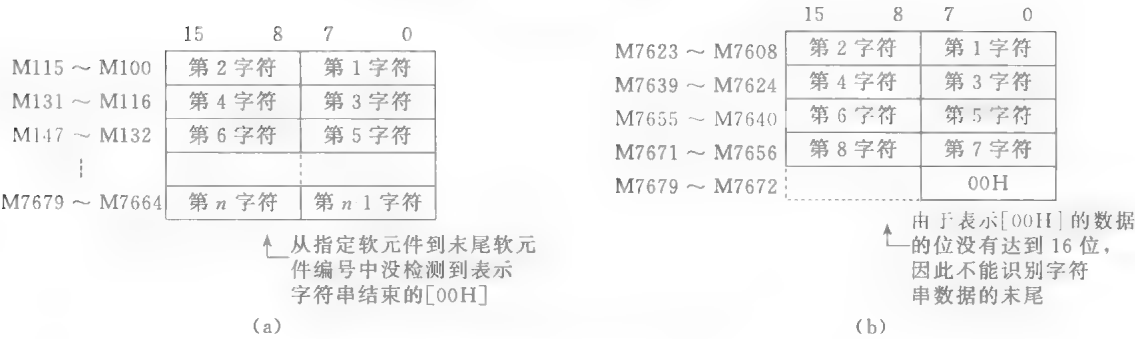 15 8 7 0
M115 ~ M100 第 2 字符 第 1 字符
M131 ~ M116 第 4 字符 第 3 字符
M147 ~ M132 第 6 字符 第 5 字符
M7679 ~ M7664 第 n 字符 第 n 1 字符
从指定软元件到末尾软元
件编号中没检测到表示
字符串结束的[00H]
(a)
15 8 7 0
M7623 ~ M7608 第 2 字符 第 1 字符
M7639 ~ M7624 第 4 字符 第 3 字符
M7655 ~ M7640 第 6 字符 第 5 字符
M7671 ~ M7656 第 8 字符 第 7 字符
M7679 ~ M7672 00H
由于表示[00H]的数据
的位没有达到 16 位，
因此不能识别字符
串数据的末尾
(b)